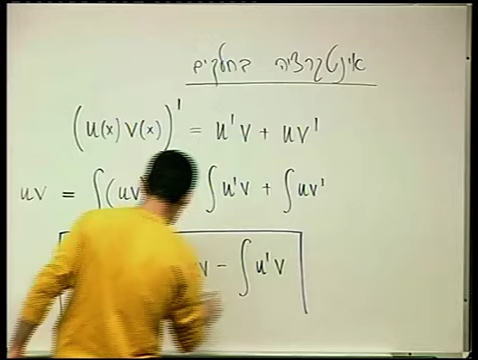 אינטגרציה בחלקים
(u(x)v(x))' = u'v + uv'
uv = ∫(uv ∫u'v + ∫uv'
v - ∫u'v